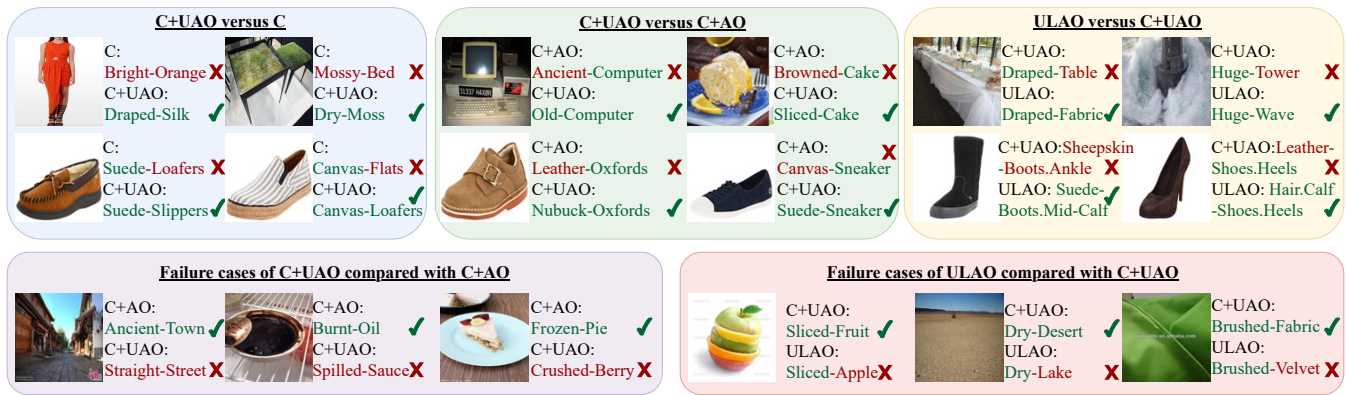 C+UAO versus C
C:
Bright-Orange X
C+UAO:
Draped-Silk ✓
C:
Mossy-Bed X
C+UAO:
Dry-Moss ✓
C:
Suede-Loafers X
C+UAO:
Suede-Slippers ✓
C:
Canvas-Flats X
C+UAO:
Canvas-Loafers ✓
C+UAO versus C+AO
31337 H4X0R
C+AO:
Ancient-Computer X
C+UAO:
Old-Computer ✓
C+AO:
Browned-Cake X
C+UAO:
Sliced-Cake ✓
C+AO:
Leather-Oxfords X
C+UAO:
Nubuck-Oxfords ✓
C+AO:
Canvas-Sneaker X
C+UAO:
Suede-Sneaker ✓
ULAO versus C+UAO
C+UAO:
Draped-Table X
ULAO:
Draped-Fabric ✓
C+UAO:
Huge-Tower X
ULAO:
Huge-Wave ✓
C+UAO:Sheepskin
-Boots.Ankle X
ULAO: Suede-
Boots.Mid-Calf ✓
C+UAO:Leather-
Shoes.Heels X
ULAO: Hair.Calf
-Shoes.Heels ✓
Failure cases of C+UAO compared with C+AO
C+AO:
Ancient-Town ✓
C+UAO:
Straight-Street X
C+AO:
Burnt-Oil ✓
C+UAO:
Spilled-Sauce X
C+AO:
Frozen-Pie ✓
C+UAO:
Crushed-Berry X
Failure cases of ULAO compared with C+UAO
C+UAO:
Sliced-Fruit ✓
ULAO:
Sliced-Apple X
C+UAO:
Dry-Desert ✓
ULAO:
Dry-Lake X
C+UAO:
Brushed-Fabric ✓
ULAO:
Brushed-Velvet X